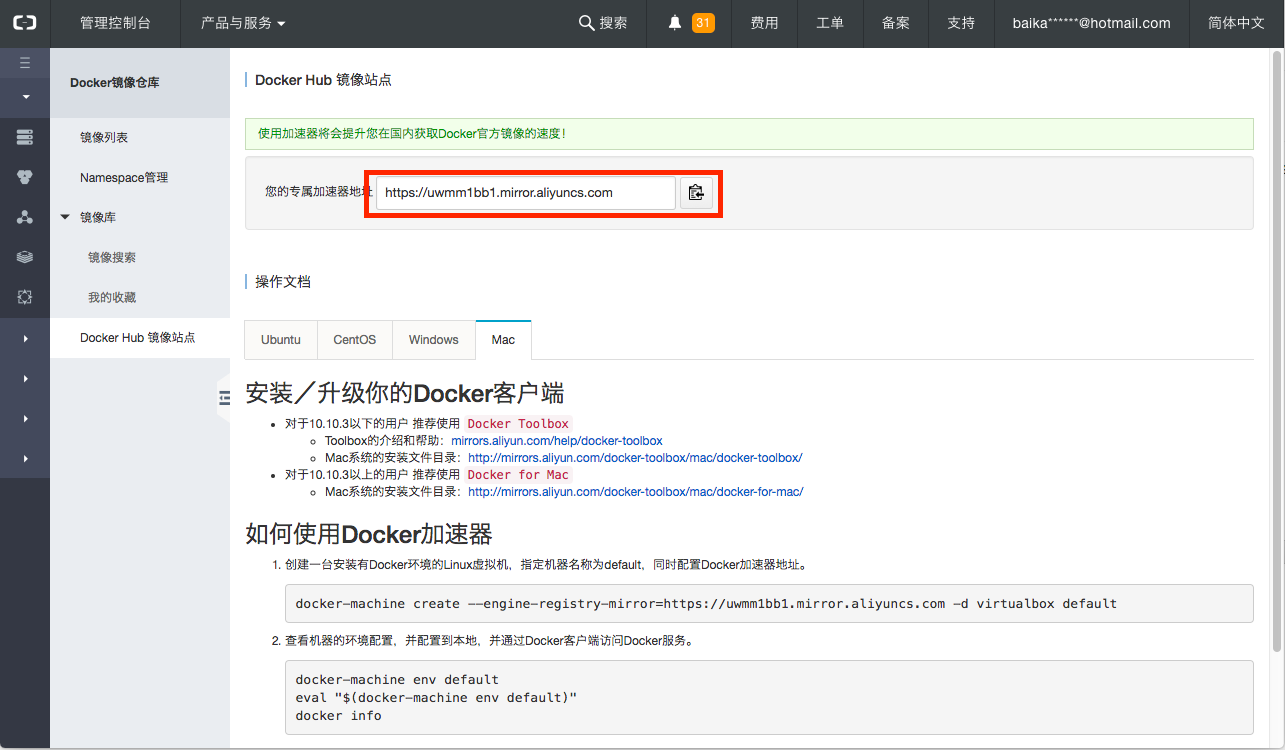 管理控制台 产品与服务 搜索 31 费用 工单 备案 支持 baika******@hotmail.com 简体中文
Docker镜像仓库
镜像列表
Namespace管理
镜像库
镜像搜索
我的收藏
Docker Hub 镜像站点
Docker Hub 镜像站点
使用加速器将会提升您在国内获取Docker官方镜像的速度！
您的专属加速器地址 https://uwmm1bb1.mirror.aliyuncs.com
操作文档
Ubuntu CentOS Windows Mac
安装／升级你的Docker客户端
对于10.10.3以下的用户 推荐使用 Docker Toolbox
Toolbox的介绍和帮助：mirrors.aliyun.com/help/docker-toolbox
Mac系统的安装文件目录：http://mirrors.aliyun.com/docker-toolbox/mac/docker-toolbox/
对于10.10.3以上的用户 推荐使用 Docker for Mac
Mac系统的安装文件目录：http://mirrors.aliyun.com/docker-toolbox/mac/docker-for-mac/
如何使用Docker加速器
1. 创建一台安装有Docker环境的Linux虚拟机，指定机器名称为default，同时配置Docker加速器地址。
docker-machine create --engine-registry-mirror=https://uwmm1bb1.mirror.aliyuncs.com -d virtualbox default
2. 查看机器的环境配置，并配置到本地，并通过Docker客户端访问Docker服务。
docker-machine env default
eval "$(docker-machine env default)"
docker info